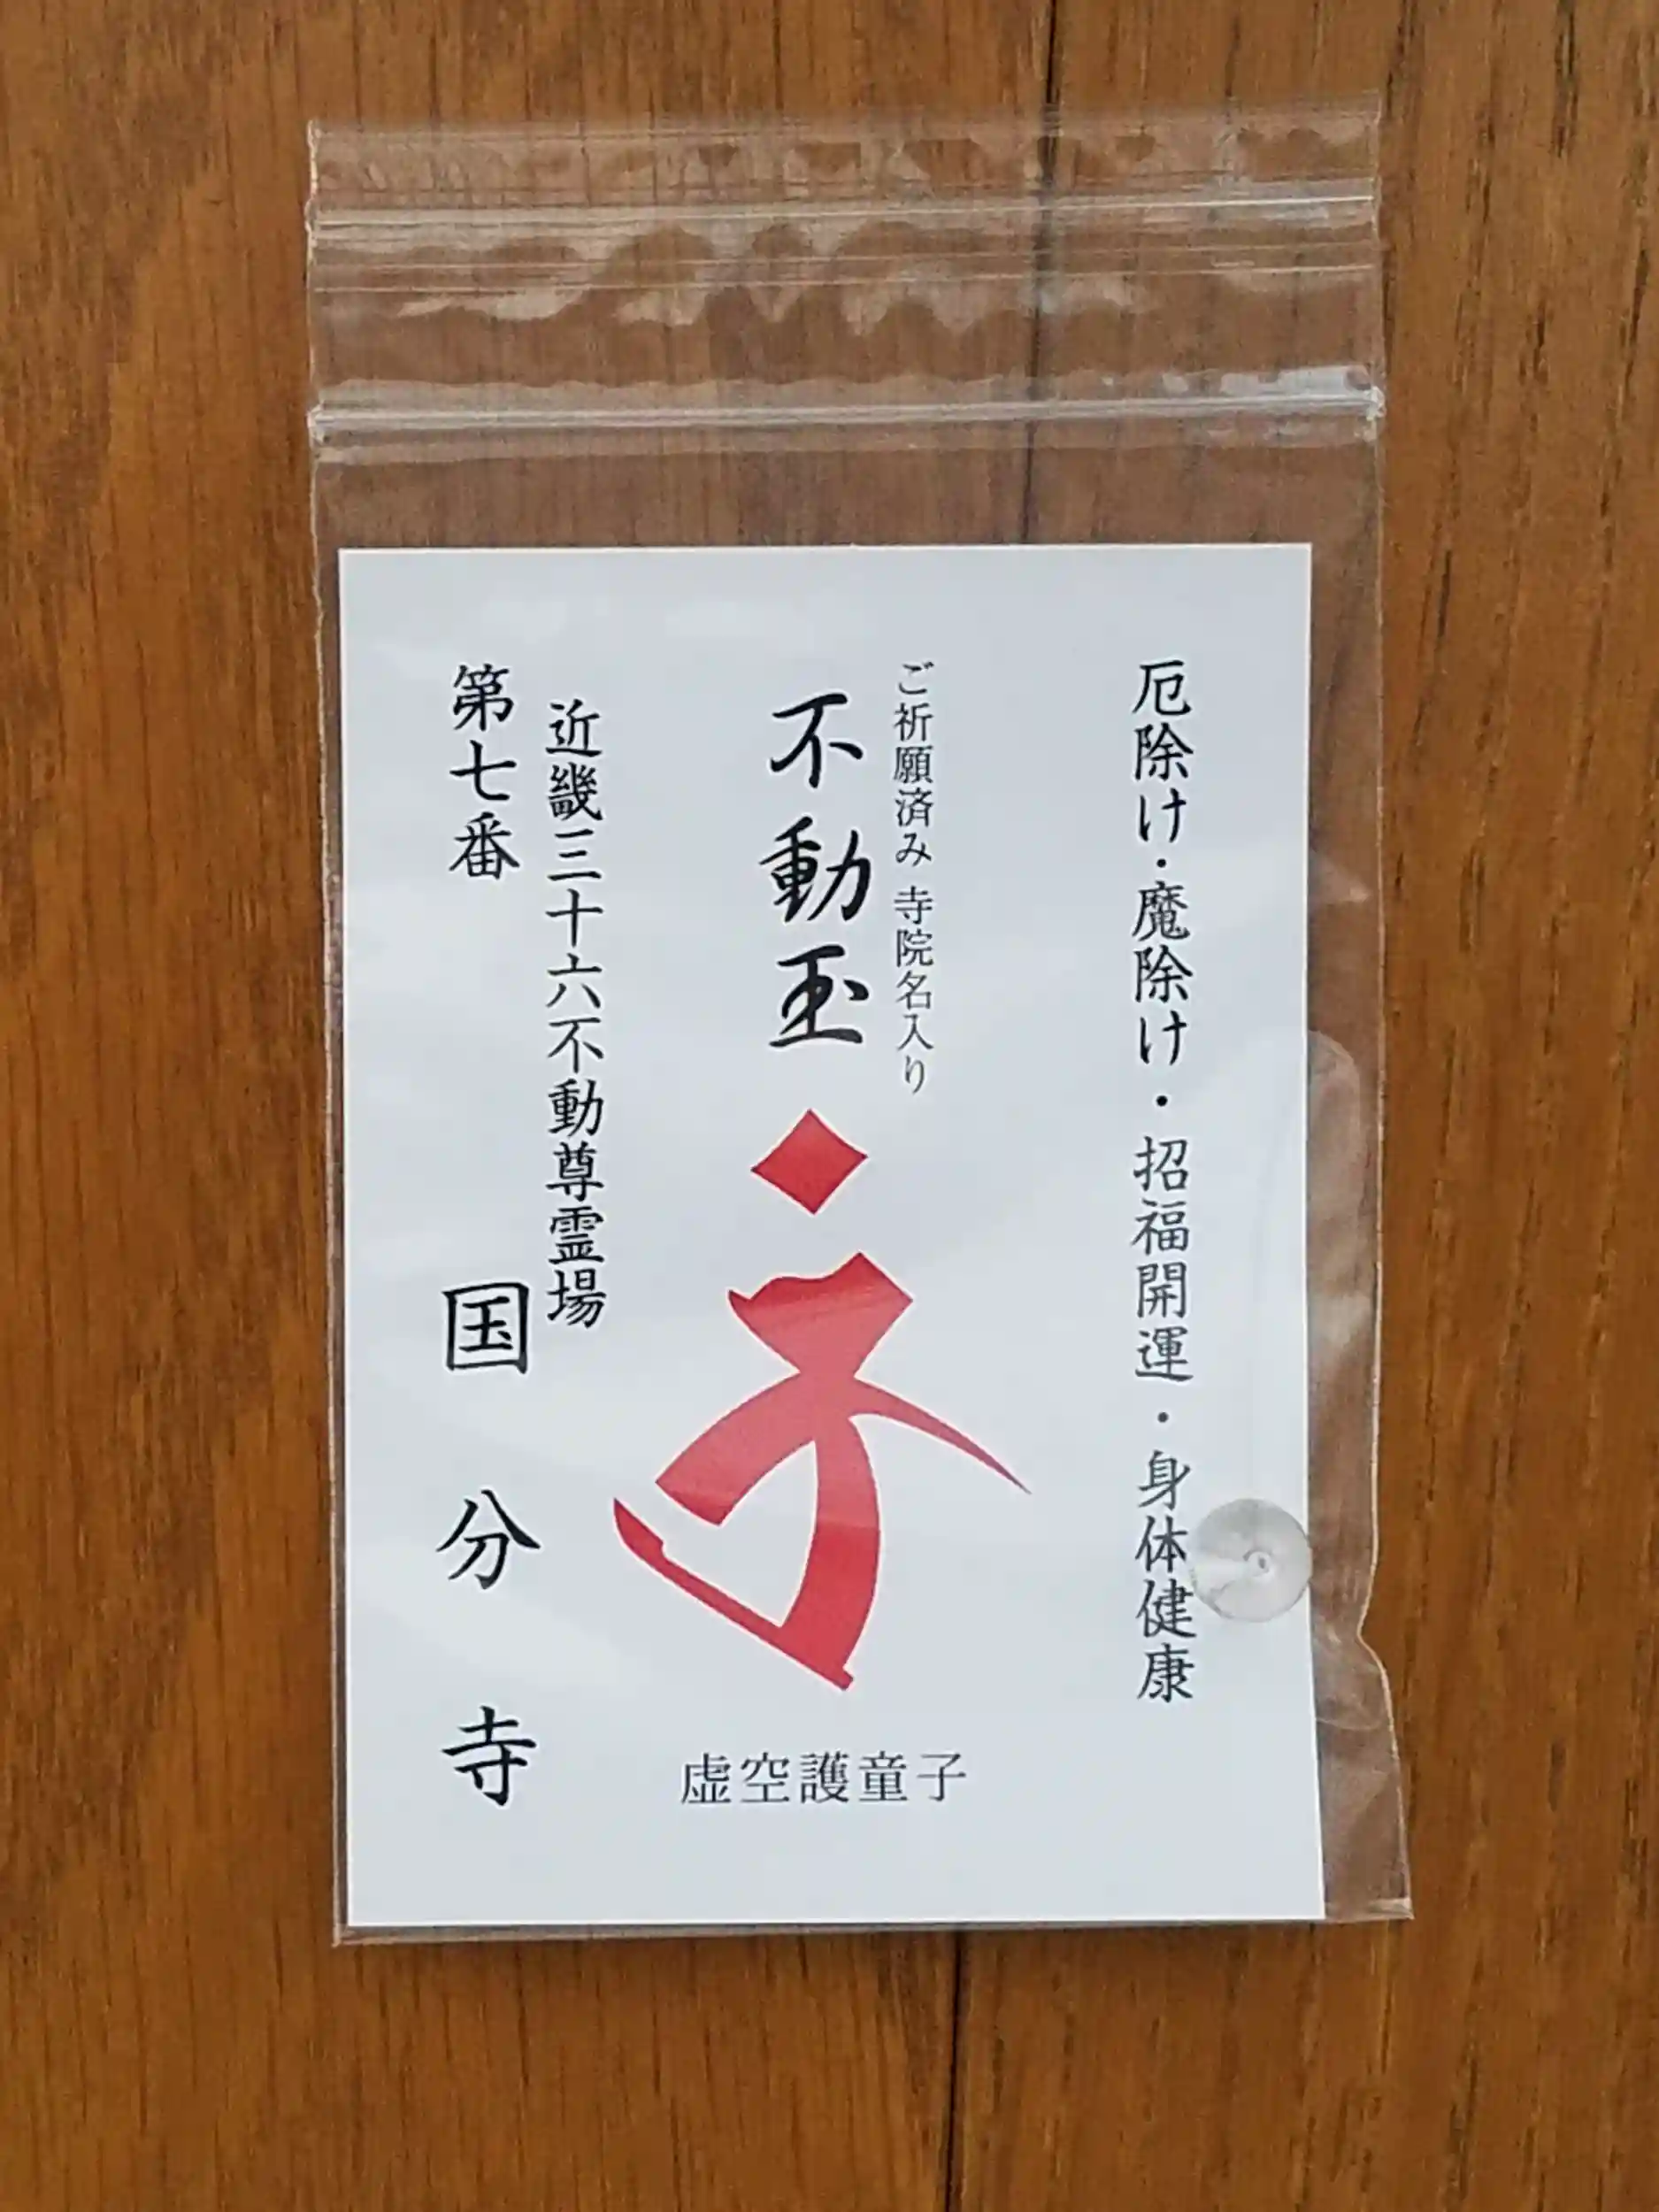 厄除け・魔除け・招福開運・身体健康
ご祈願済み 寺院名入り
不動玉
虚空護童子
近畿三十六不動尊霊場
第七番 国分寺